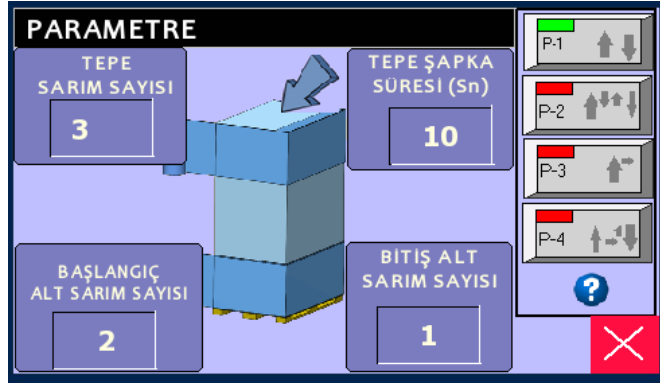 PARAMETRE
TEPE
SARIM SAYISI
3
TEPE ŞAPKA
SÜRESİ (Sn)
10
BAŞLANGIÇ
ALT SARIM SAYISI
2
BİTİŞ ALT
SARIM SAYISI
1
P-1
P-2
P-3
P-4
?